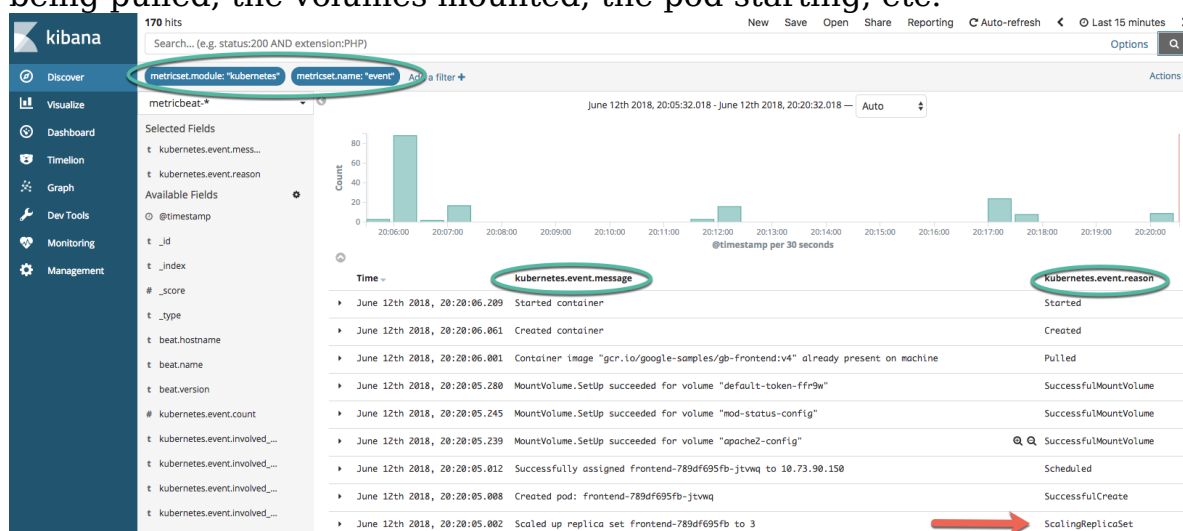 being pulled, the volumes mounted, the pod starting, etc.
kibana
Discover
Visualize
Dashboard
Timelion
Graph
Dev Tools
Monitoring
Management
170 hits
New Save Open Share Reporting Auto-refresh Last 15 minutes
Search... (e.g. status:200 AND extension:PHP)
Options
metricset.module: "kubernetes" metricset.name: "event" Add a filter +
Actions
metricbeat-*
Selected Fields
t kubernetes.event.mess...
t kubernetes.event.reason
Available Fields
@timestamp
t _id
t _index
# _score
t _type
t beat.hostname
t beat.name
t beat.version
# kubernetes.event.count
t kubernetes.event.involved_...
t kubernetes.event.involved_...
t kubernetes.event.involved_...
t kubernetes.event.involved_...
June 12th 2018, 20:05:32.018 - June 12th 2018, 20:20:32.018 — Auto
Count
80
60
40
20
0
20:06:00 20:07:00 20:08:00 20:09:00 20:10:00 20:11:00 20:12:00 20:13:00 20:14:00 20:15:00 20:16:00 20:17:00 20:18:00 20:19:00 20:20:00
@timestamp per 30 seconds
Time kubernetes.event.message kubernetes.event.reason
June 12th 2018, 20:20:06.209 Started container Started
June 12th 2018, 20:20:06.061 Created container Created
June 12th 2018, 20:20:06.001 Container image "gcr.io/google-samples/gb-frontend:v4" already present on machine Pulled
June 12th 2018, 20:20:05.280 MountVolume.SetUp succeeded for volume "default-token-ffr9w" SuccessfulMountVolume
June 12th 2018, 20:20:05.245 MountVolume.SetUp succeeded for volume "mod-status-config" SuccessfulMountVolume
June 12th 2018, 20:20:05.239 MountVolume.SetUp succeeded for volume "apache2-config" SuccessfulMountVolume
June 12th 2018, 20:20:05.012 Successfully assigned frontend-789df695fb-jtvwq to 10.73.90.150 Scheduled
June 12th 2018, 20:20:05.008 Created pod: frontend-789df695fb-jtvwq SuccessfulCreate
June 12th 2018, 20:20:05.002 Scaled up replica set frontend-789df695fb to 3 ScalingReplicaSet